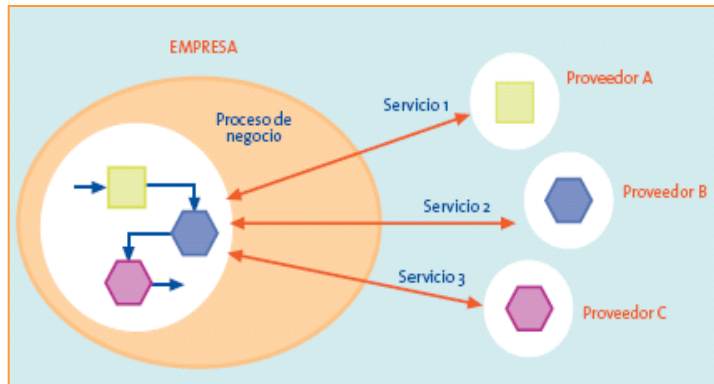 EMPRESA
Proceso de
negocio
Servicio 1
Proveedor A
Servicio 2
Proveedor B
Servicio 3
Proveedor C